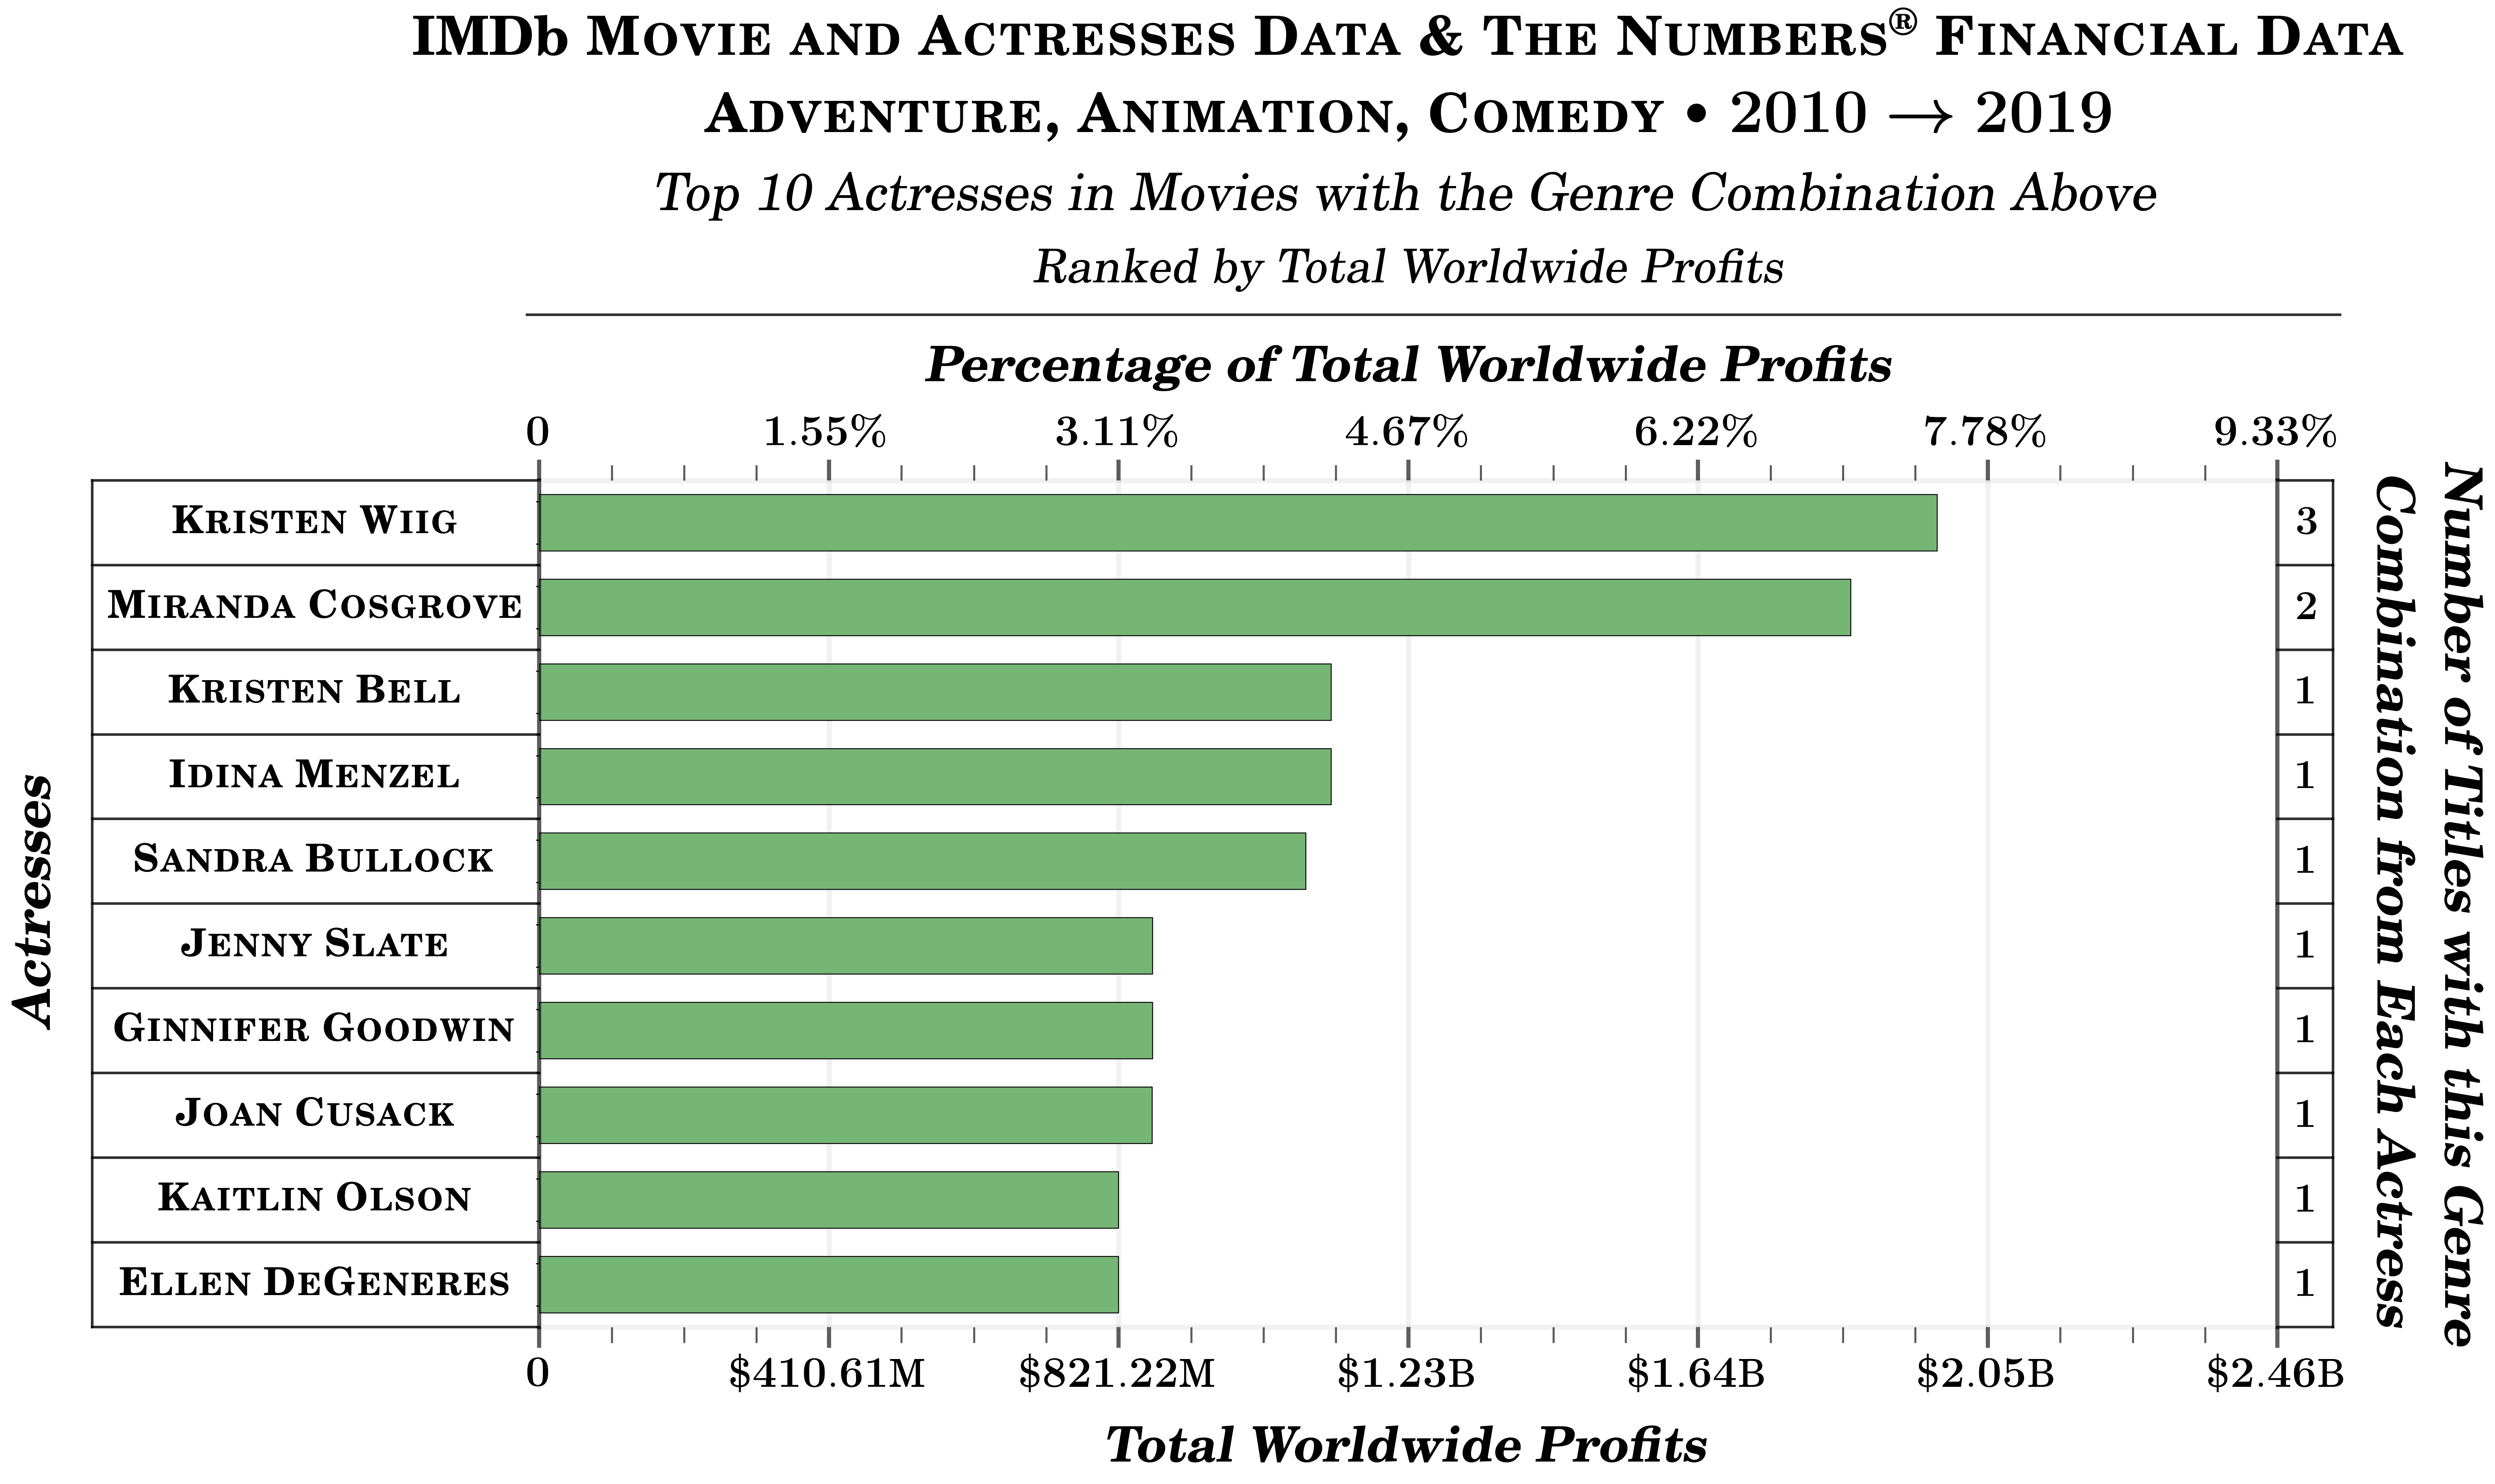 IMDb Movie and Actresses Data & The Numbers® Financial Data
Adventure, Animation, Comedy • 2010 → 2019
Top 10 Actresses in Movies with the Genre Combination Above
Ranked by Total Worldwide Profits
Percentage of Total Worldwide Profits
0 1.55% 3.11% 4.67% 6.22% 7.78% 9.33%
Actresses
Kristen Wiig 3
Miranda Cosgrove 2
Kristen Bell 1
Idina Menzel 1
Sandra Bullock 1
Jenny Slate 1
Ginnifer Goodwin 1
Joan Cusack 1
Kaitlin Olson 1
Ellen DeGeneres 1
Number of Titles with this Genre
Combination from Each Actress
0 $410.61M $821.22M $1.23B $1.64B $2.05B $2.46B
Total Worldwide Profits